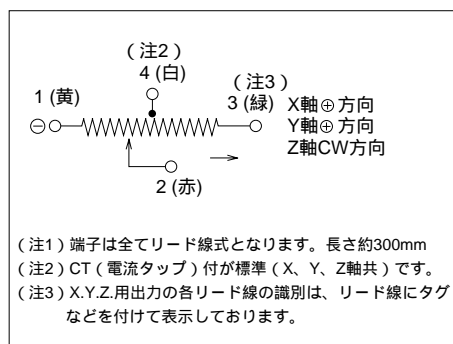 （注2）
4 (白)
（注3）
1 (黄)
3 (緑)
X軸⊕方向
⊖
Y軸⊕方向
Z軸CW方向
2 (赤)
（注1）端子は全てリード線式となります。長さ約300mm
（注2）CT（電流タップ）付が標準（X、Y、Z軸共）です。
（注3）X.Y.Z.用出力の各リード線の識別は、リード線にタグ
などを付けて表示しております。